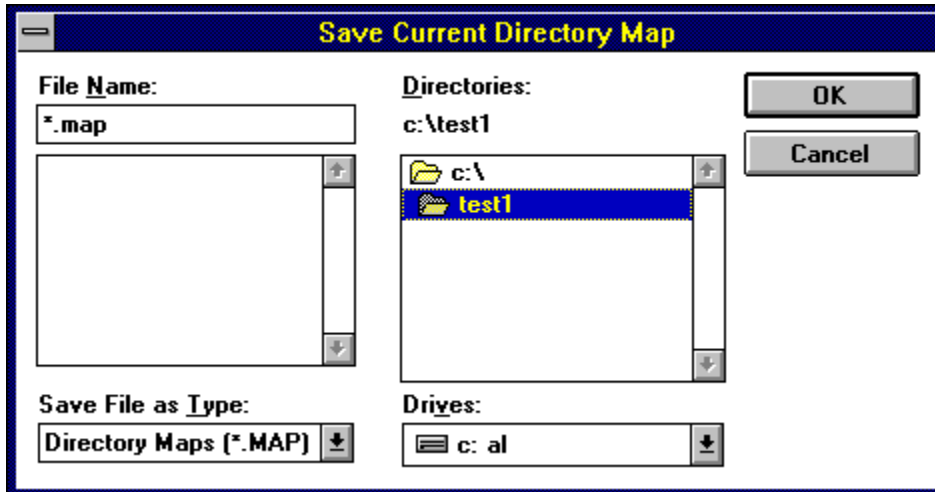 Save Current Directory Map
File Name:
*.map
Directories:
c:\test1
OK
Cancel
c:\
test1
Save File as Type:
Directory Maps (*.MAP)
Drives:
c: al